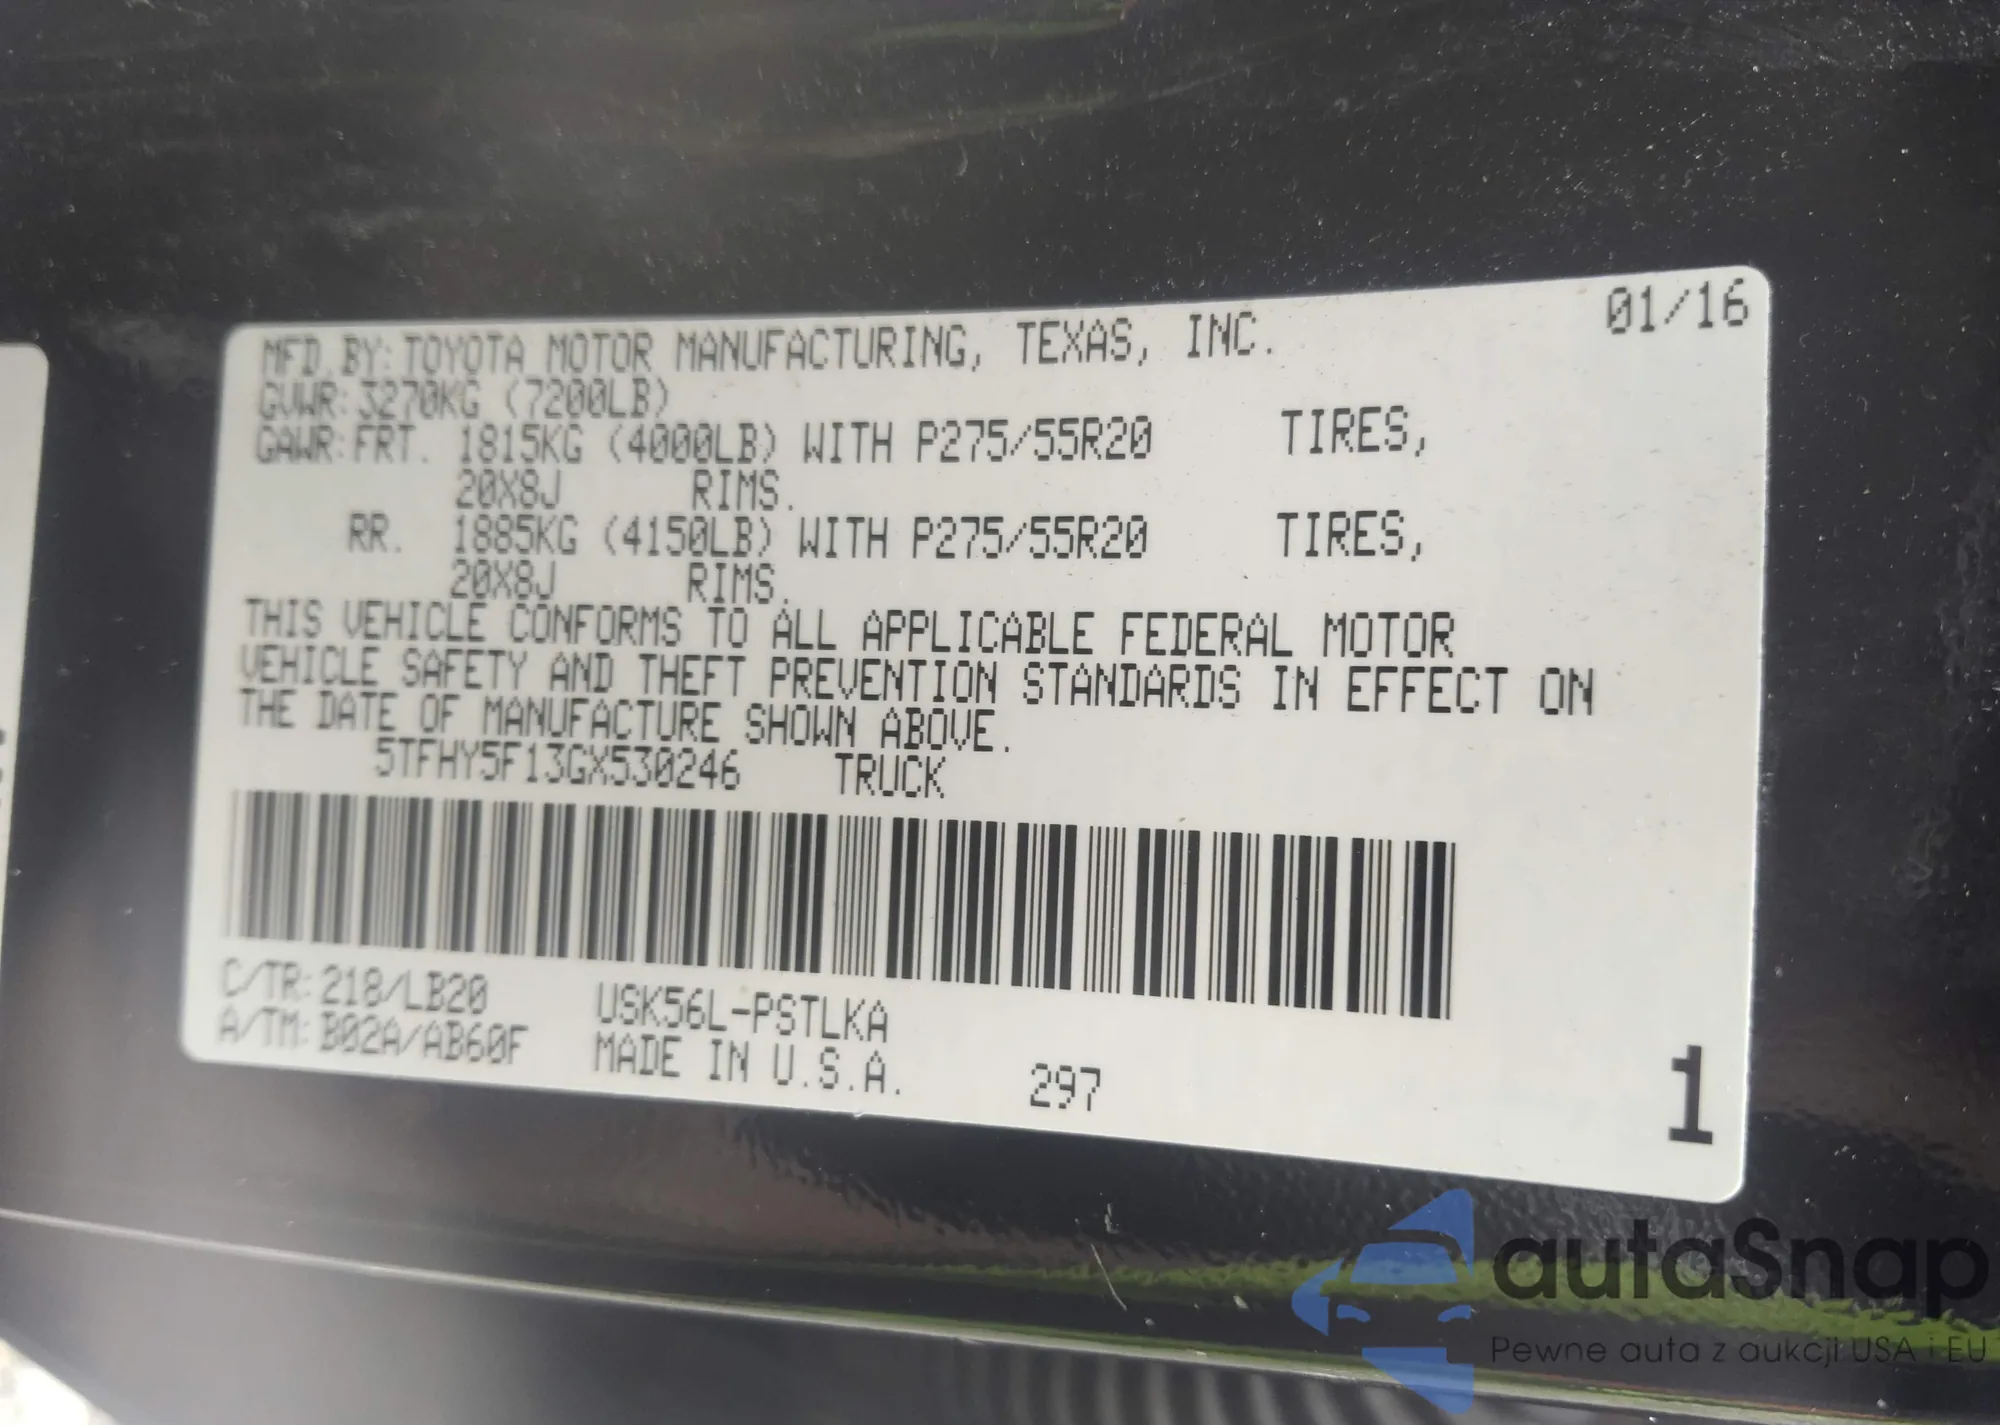 01/16
MFD. BY: TOYOTA MOTOR MANUFACTURING, TEXAS, INC.
GVWR: 3270KG (7200LB)
GAWR: FRT. 1815KG (4000LB) WITH P275/55R20 TIRES,
20X8J RIMS.
RR. 1885KG (4150LB) WITH P275/55R20 TIRES,
20X8J RIMS.
THIS VEHICLE CONFORMS TO ALL APPLICABLE FEDERAL MOTOR
VEHICLE SAFETY AND THEFT PREVENTION STANDARDS IN EFFECT ON
THE DATE OF MANUFACTURE SHOWN ABOVE.
5TFHY5F13GX530246 TRUCK
C/TR: 218/LB20 USK56L-PSTLKA
A/TM: B02A/AB60F MADE IN U.S.A. 297
1
autaSnap
Pewne auta z aukcji USA i EU